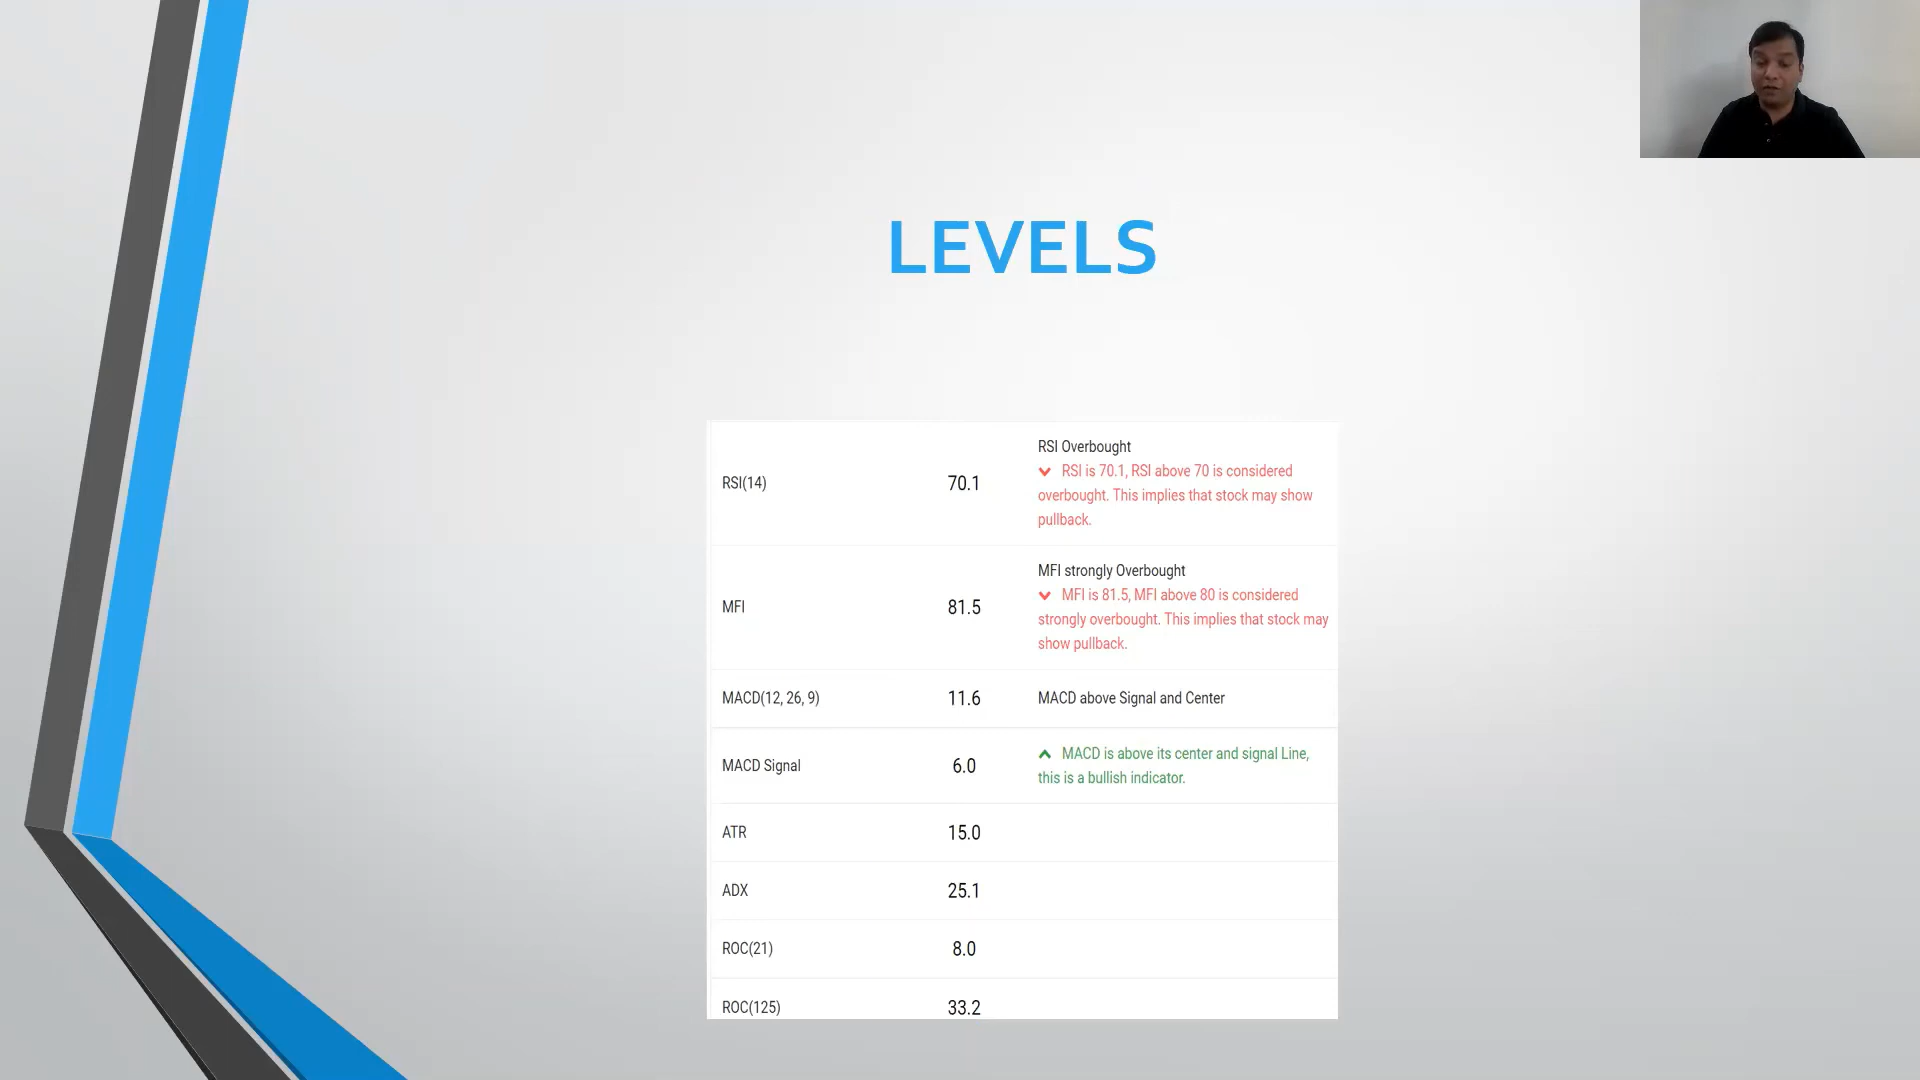 LEVELS
RSI(14) 70.1 RSI Overbought
RSI is 70.1, RSI above 70 is considered
overbought. This implies that stock may show
pullback.
MFI 81.5 MFI strongly Overbought
MFI is 81.5, MFI above 80 is considered
strongly overbought. This implies that stock may
show pullback.
MACD(12, 26, 9) 11.6 MACD above Signal and Center
MACD Signal 6.0 MACD is above its center and signal Line,
this is a bullish indicator.
ATR 15.0
ADX 25.1
ROC(21) 8.0
ROC(125) 33.2